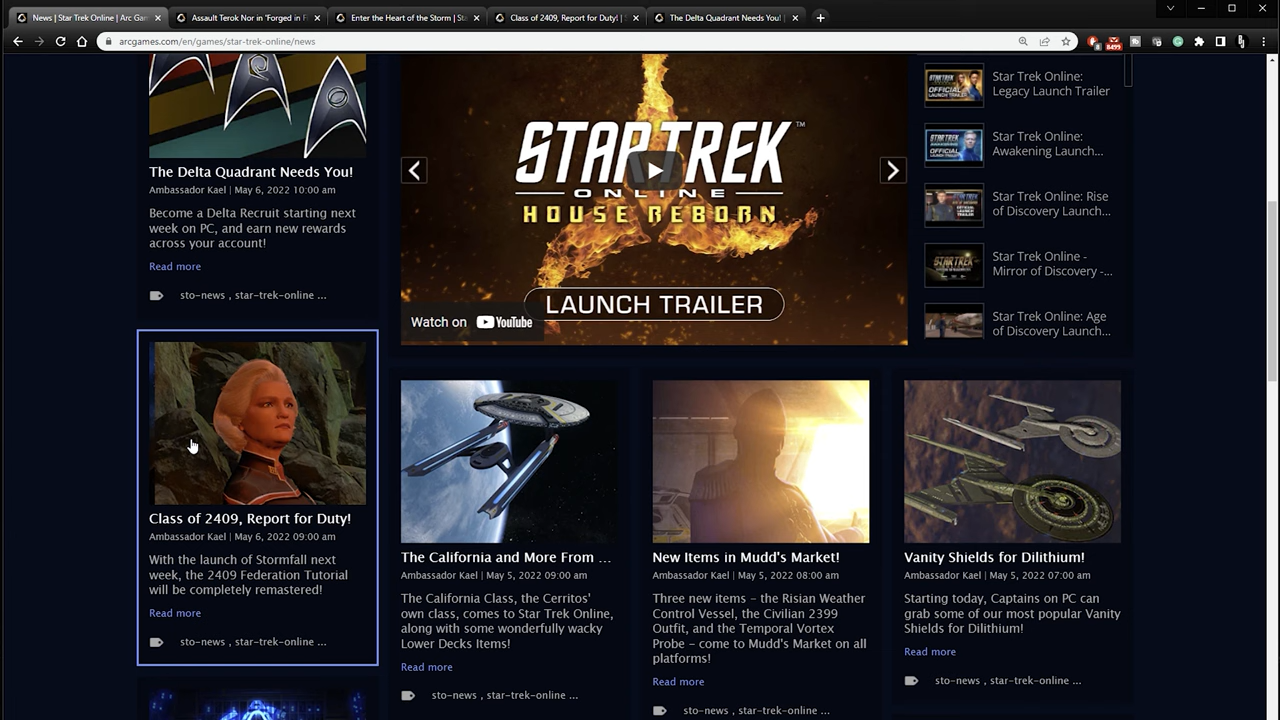 News | Star Trek Online | Arc Gam
Assault Terok Nor in 'Forged in F
Enter the Heart of the Storm | Sta
Class of 2409, Report for Duty! | S
The Delta Quadrant Needs You! |
arcgames.com/en/games/star-trek-online/news
8499
The Delta Quadrant Needs You!
Ambassador Kael | May 6, 2022 10:00 am
Become a Delta Recruit starting next
week on PC, and earn new rewards
across your account!
Read more
sto-news , star-trek-online ...
STAR TREK™
ONLINE
HOUSE REBORN
LAUNCH TRAILER
Watch on YouTube
Star Trek Online:
Legacy Launch Trailer
Star Trek Online:
Awakening Launch...
Star Trek Online: Rise
of Discovery Launch...
Star Trek Online -
Mirror of Discovery -...
Star Trek Online: Age
of Discovery Launch...
Class of 2409, Report for Duty!
Ambassador Kael | May 6, 2022 09:00 am
With the launch of Stormfall next
week, the 2409 Federation Tutorial
will be completely remastered!
Read more
sto-news , star-trek-online ...
The California and More From ...
Ambassador Kael | May 5, 2022 09:00 am
The California Class, the Cerritos'
own class, comes to Star Trek Online,
along with some wonderfully wacky
Lower Decks Items!
Read more
sto-news , star-trek-online ...
New Items in Mudd's Market!
Ambassador Kael | May 5, 2022 08:00 am
Three new items - the Risian Weather
Control Vessel, the Civilian 2399
Outfit, and the Temporal Vortex
Probe - come to Mudd's Market on all
platforms!
Read more
sto-news , star-trek-online ...
Vanity Shields for Dilithium!
Ambassador Kael | May 5, 2022 07:00 am
Starting today, Captains on PC can
grab some of our most popular Vanity
Shields for Dilithium!
Read more
sto-news , star-trek-online ...